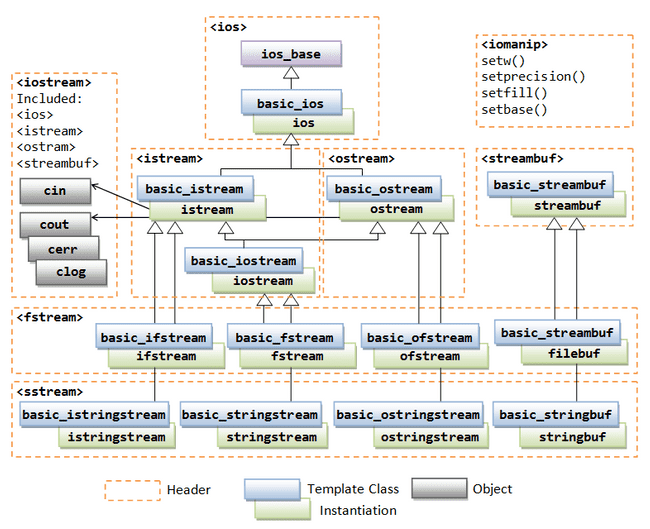 <ios>
ios_base
basic_ios
ios
<iomanip>
setw()
setprecision()
setfill()
setbase()
<iostream>
Included:
<ios>
<istream>
<ostram>
<streambuf>
cin
cout
cerr
clog
<istream>
basic_istream
istream
<ostream>
basic_ostream
ostream
basic_iostream
iostream
<streambuf>
basic_streambuf
streambuf
<fstream>
basic_ifstream
ifstream
basic_fstream
fstream
basic_ofstream
ofstream
basic_streambuf
filebuf
<sstream>
basic_istringstream
istringstream
basic_stringstream
stringstream
basic_ostringstream
ostringstream
basic_stringbuf
stringbuf
Header
Template Class
Object
Instantiation